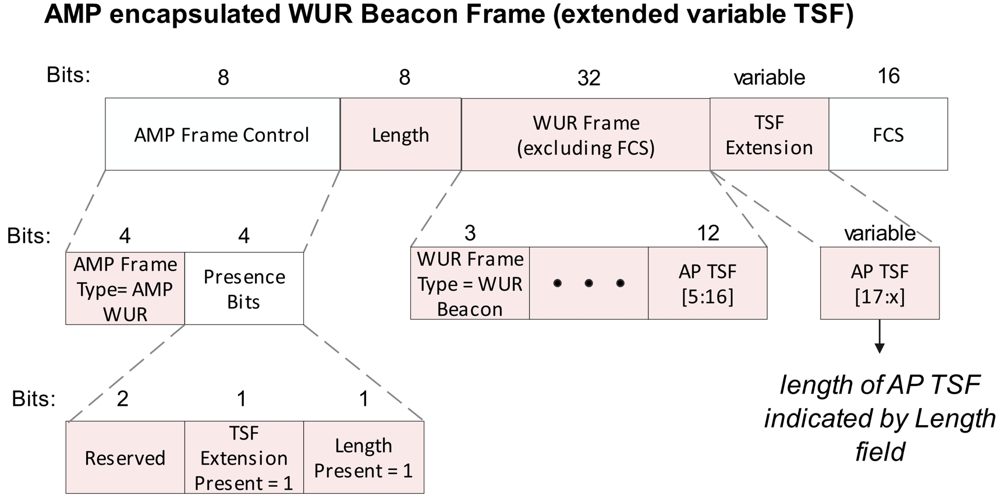 AMP encapsulated WUR Beacon Frame (extended variable TSF)
Bits: 8 8 32 variable 16
AMP Frame Control
Length
WUR Frame
(excluding FCS)
TSF
Extension
FCS
Bits: 4 4
AMP Frame
Type= AMP
WUR
Presence
Bits
3 12 variable
WUR Frame
Type = WUR
Beacon
• • •
AP TSF
[5:16]
AP TSF
[17:x]
length of AP TSF
indicated by Length
field
Bits: 2 1 1
Reserved
TSF
Extension
Present = 1
Length
Present = 1